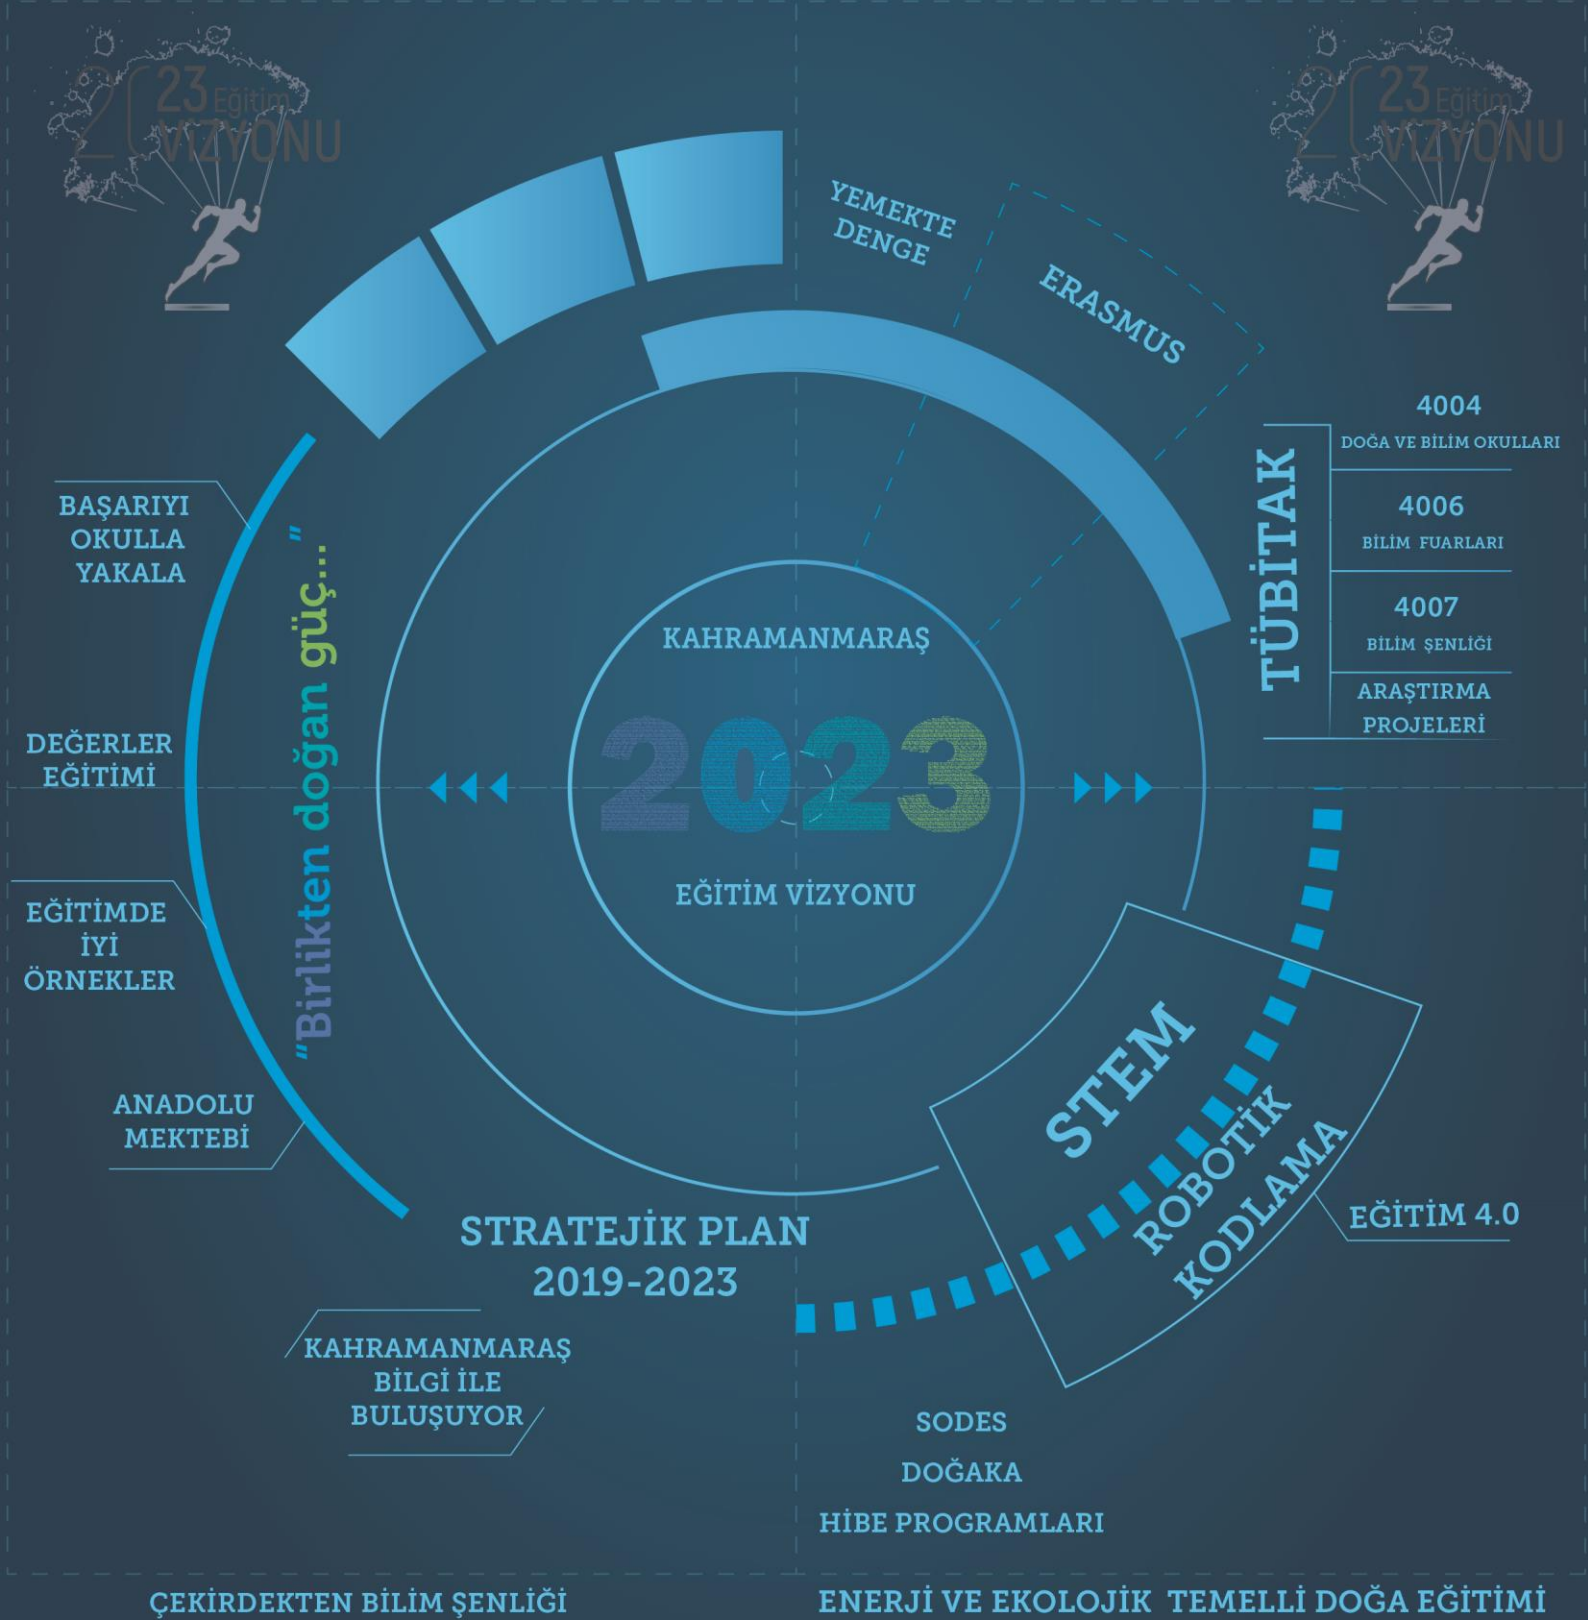 23 Eğitim
VİZYONU
23 Eğitim
VİZYONU
YEMEKTE
DENGE
ERASMUS
TÜBİTAK
4004
DOĞA VE BİLİM OKULLARI
4006
BİLİM FUARLARI
4007
BİLİM ŞENLİĞİ
ARAŞTIRMA
PROJELERİ
BAŞARIYI
OKULLA
YAKALA
DEĞERLER
EĞİTİMİ
EĞİTİMDE
İYİ
ÖRNEKLER
ANADOLU
MEKTEBİ
"Birlikten doğan güç..."
KAHRAMANMARAŞ
2023
EĞİTİM VİZYONU
STEM
ROBOTİK
KODLAMA
EĞİTİM 4.0
STRATEJİK PLAN
2019-2023
KAHRAMANMARAŞ
BİLGİ İLE
BULUŞUYOR
SODES
DOĞAKA
HİBE PROGRAMLARI
ÇEKİRDEKTEN BİLİM ŞENLİĞİ
ENERJİ VE EKOLOJİK TEMELLİ DOĞA EĞİTİMİ